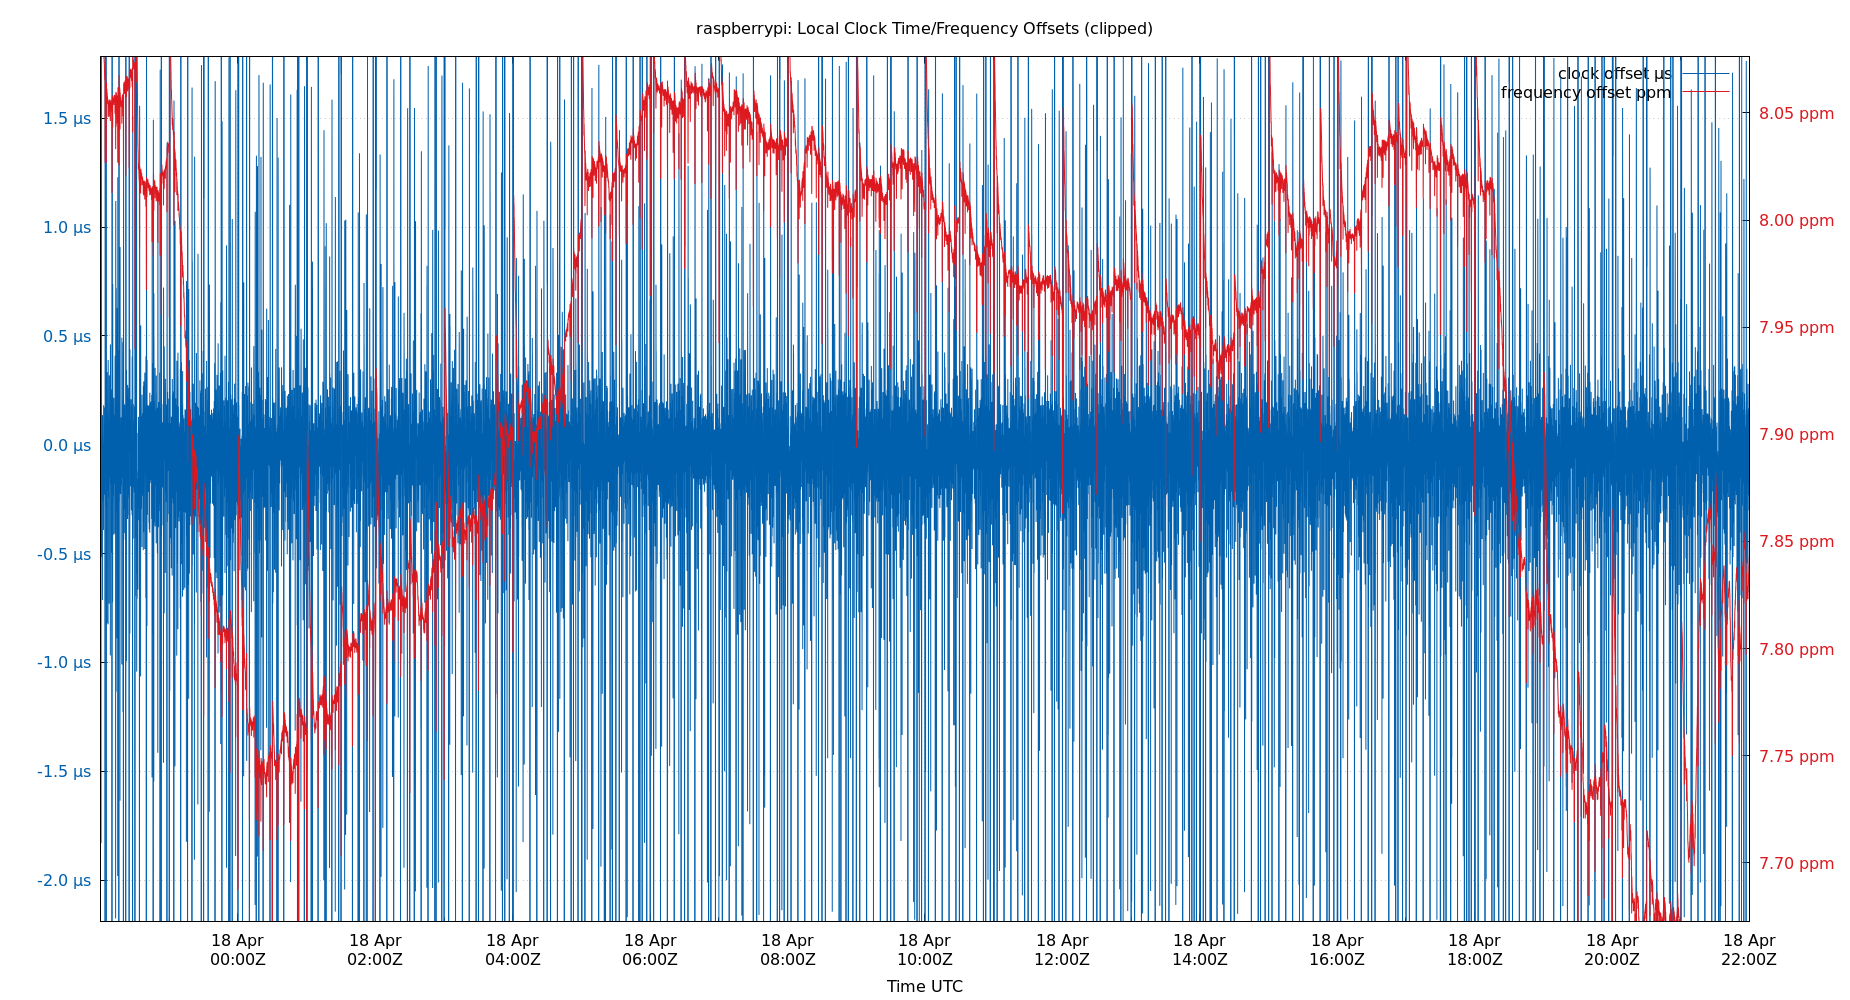 raspberrypi: Local Clock Time/Frequency Offsets (clipped)
clock offset µs
frequency offset ppm
1.5 µs
1.0 µs
0.5 µs
0.0 µs
-0.5 µs
-1.0 µs
-1.5 µs
-2.0 µs
8.05 ppm
8.00 ppm
7.95 ppm
7.90 ppm
7.85 ppm
7.80 ppm
7.75 ppm
7.70 ppm
18 Apr 18 Apr 18 Apr 18 Apr 18 Apr 18 Apr 18 Apr 18 Apr 18 Apr 18 Apr 18 Apr 18 Apr
00:00Z 02:00Z 04:00Z 06:00Z 08:00Z 10:00Z 12:00Z 14:00Z 16:00Z 18:00Z 20:00Z 22:00Z
Time UTC